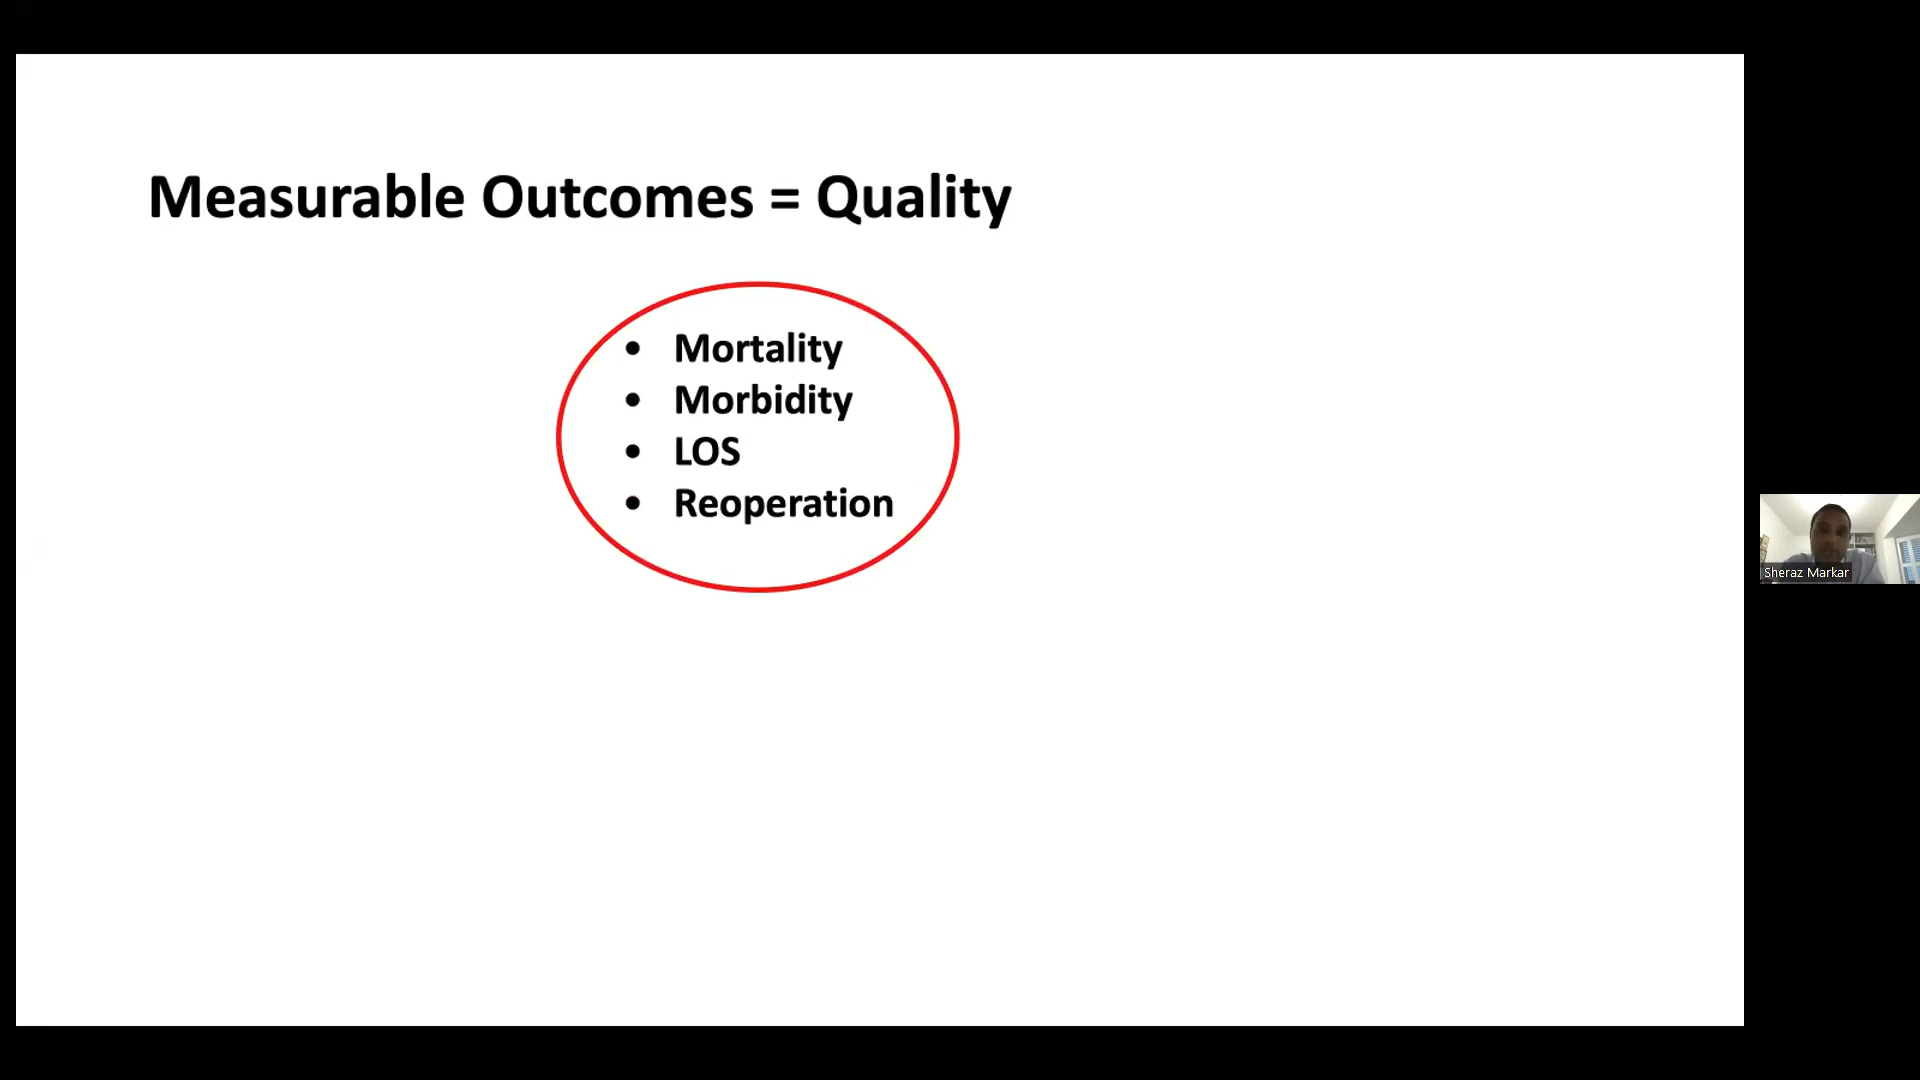 Measurable Outcomes = Quality
• Mortality
• Morbidity
• LOS
• Reoperation
Sheraz Markar